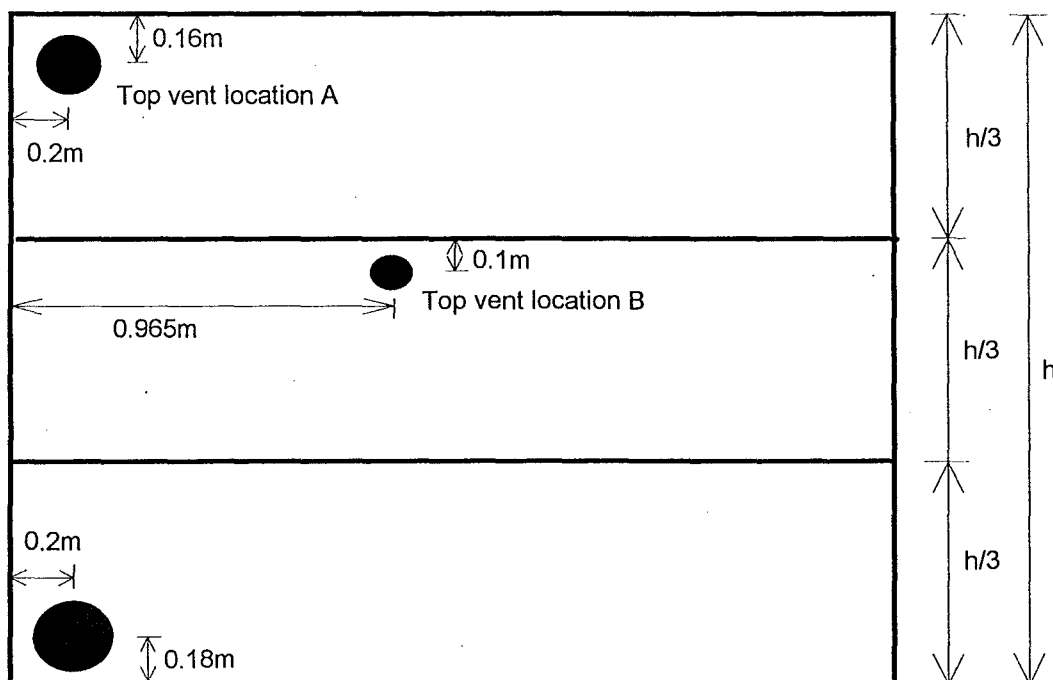 0.16m
Top vent location A
0.2m
h/3
0.1m
Top vent location B
0.965m
h/3
h
0.2m
h/3
0.18m